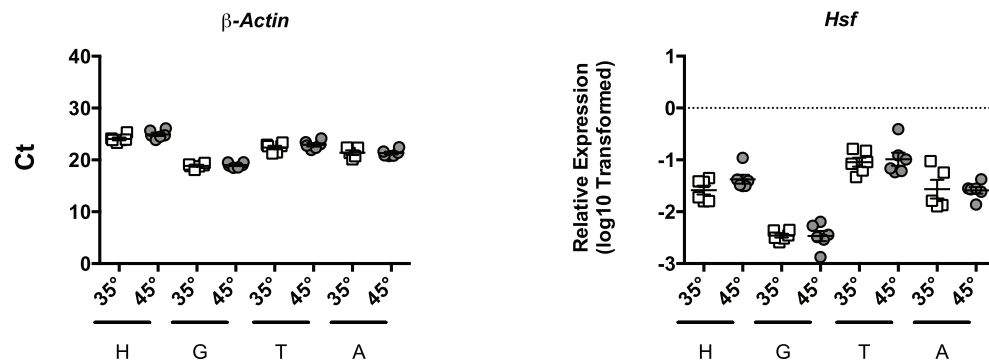 β-Actin
Ct
40
30
20
10
0
35° 45° 35° 45° 35° 45° 35° 45°
H G T A
Hsf
Relative Expression
(log10 Transformed)
1
0
-1
-2
-3
35° 45° 35° 45° 35° 45° 35° 45°
H G T A